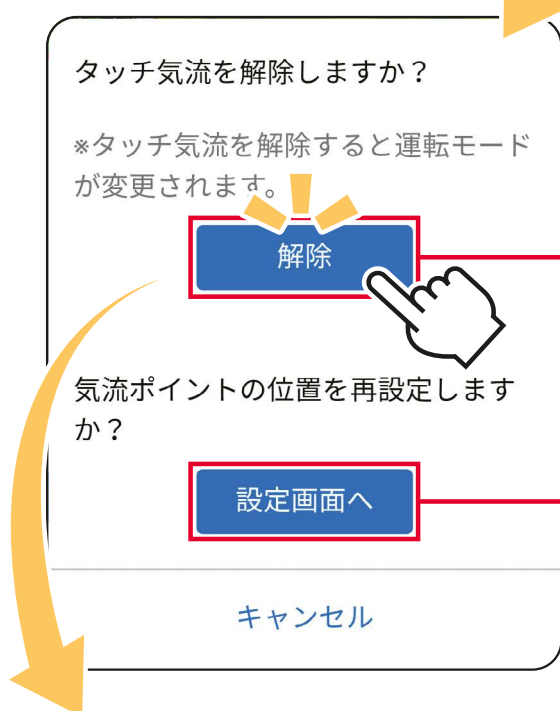 タッチ気流を解除しますか？
※タッチ気流を解除すると運転モード
が変更されます。
解除
気流ポイントの位置を再設定します
か？
設定画面へ
キャンセル